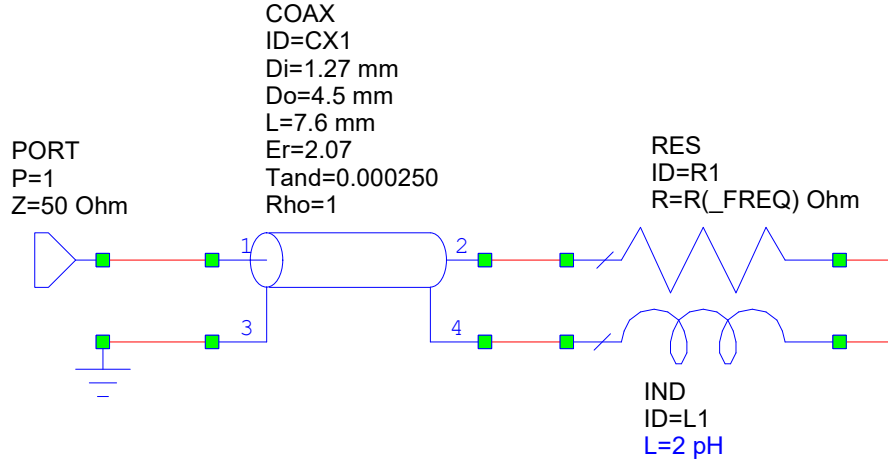 COAX
ID=CX1
Di=1.27 mm
Do=4.5 mm
L=7.6 mm
Er=2.07
Tand=0.000250
Rho=1
PORT
P=1
Z=50 Ohm
RES
ID=R1
R=R(_FREQ) Ohm
1
2
3
4
IND
ID=L1
L=2 pH